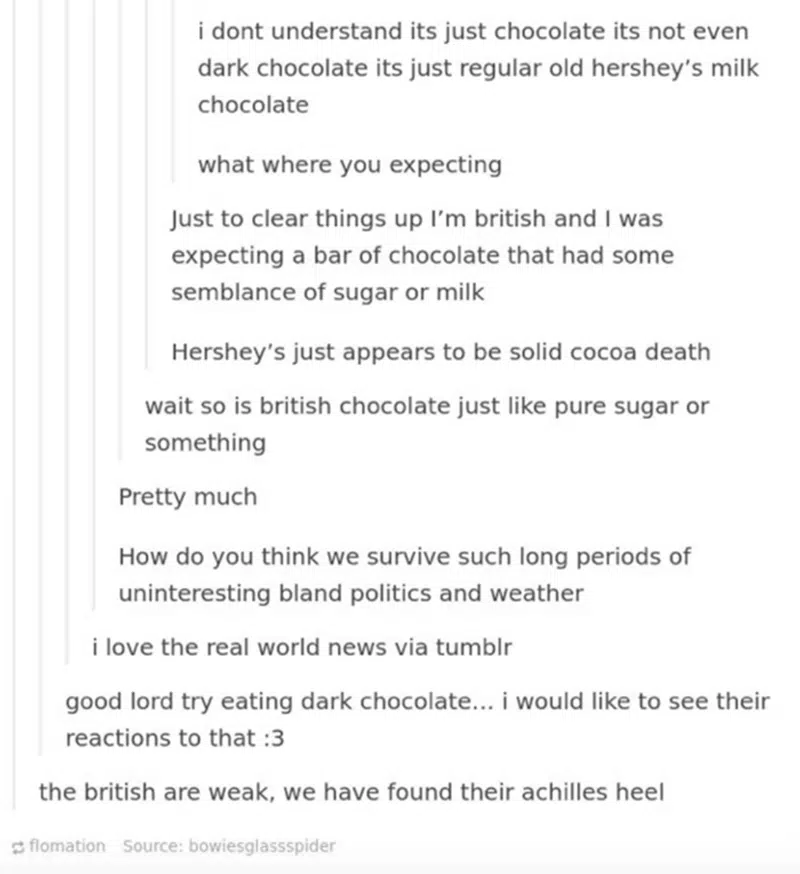 i dont understand its just chocolate its not even
dark chocolate its just regular old hershey's milk
chocolate
what where you expecting
Just to clear things up I'm british and I was
expecting a bar of chocolate that had some
semblance of sugar or milk
Hershey's just appears to be solid cocoa death
wait so is british chocolate just like pure sugar or
something
Pretty much
How do you think we survive such long periods of
uninteresting bland politics and weather
i love the real world news via tumblr
good lord try eating dark chocolate... i would like to see their
reactions to that :3
the british are weak, we have found their achilles heel
flomation Source: bowiesglassspider